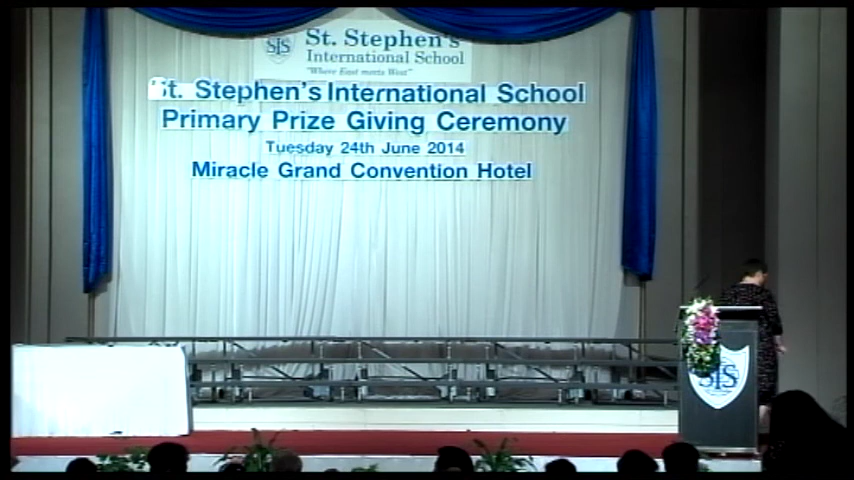 SIS
St. Stephen's
International School
"Where East meets West"
St. Stephen's International School
Primary Prize Giving Ceremony
Tuesday 24th June 2014
Miracle Grand Convention Hotel
SIS